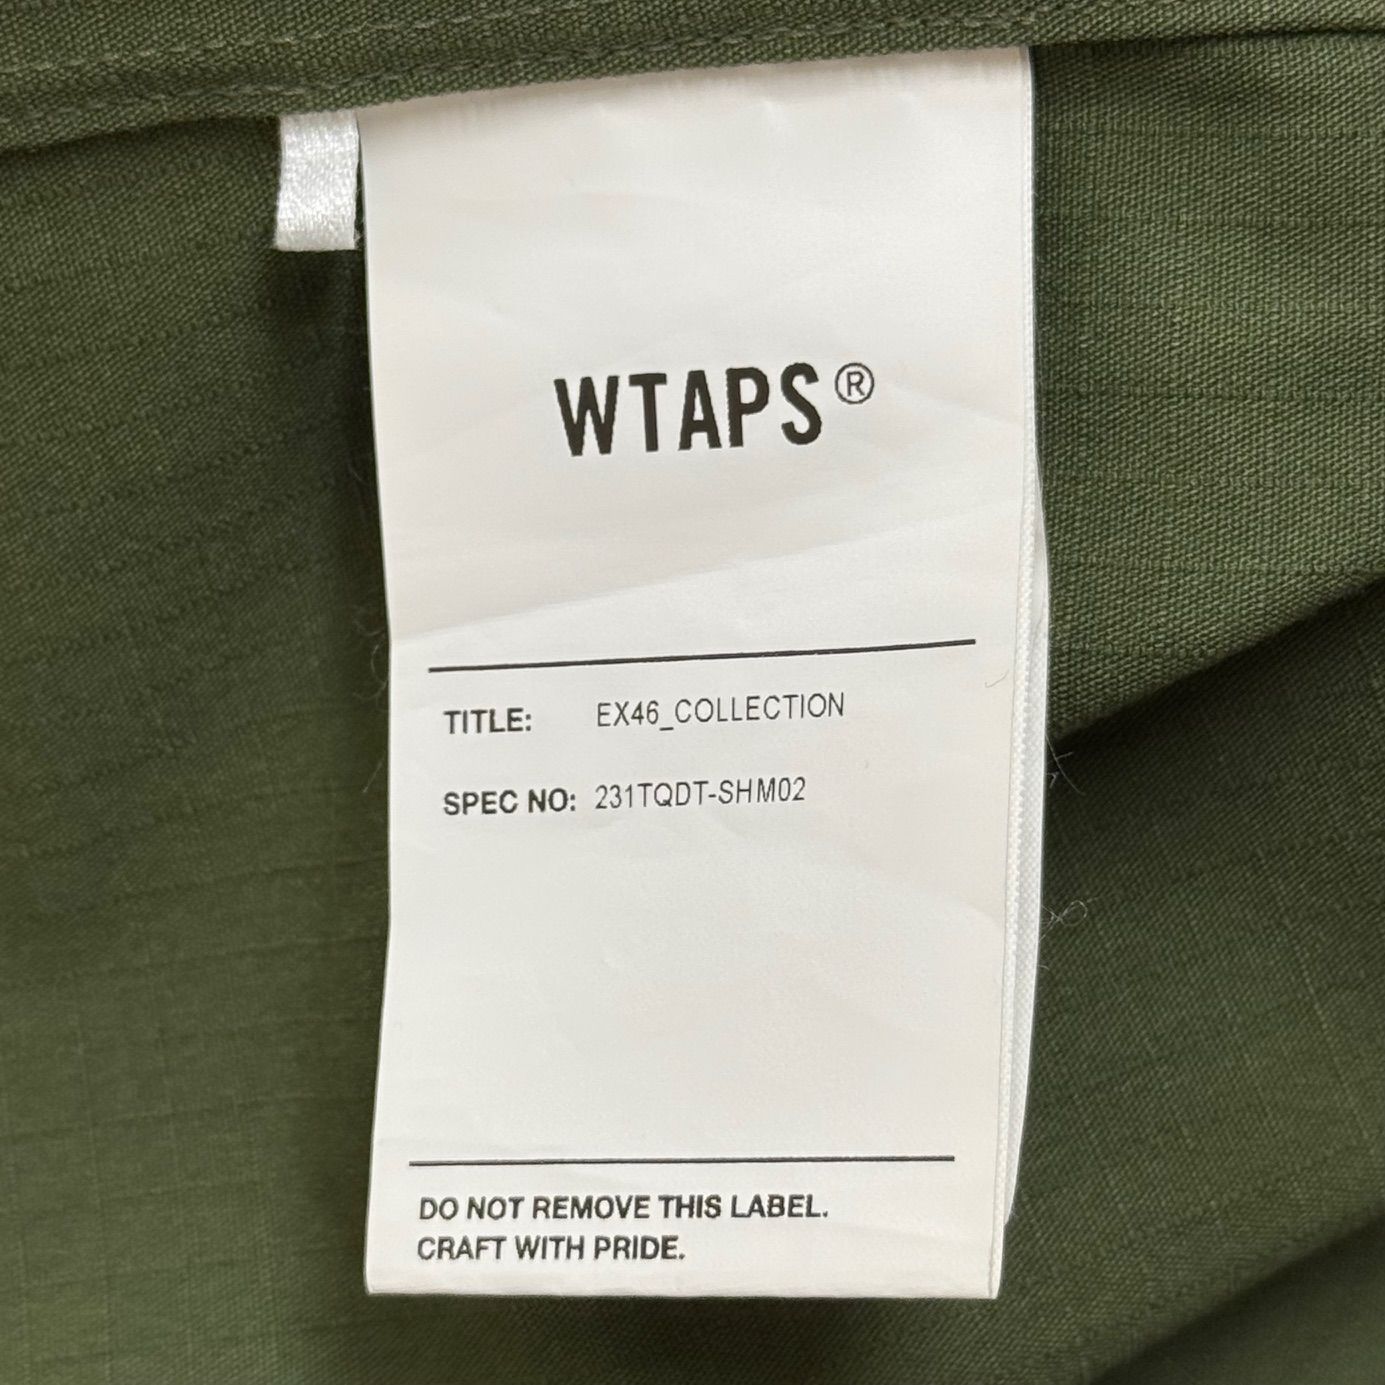 WTAPS®
TITLE: EX46_COLLECTION
SPEC NO: 231TQDT-SHM02
DO NOT REMOVE THIS LABEL.
CRAFT WITH PRIDE.